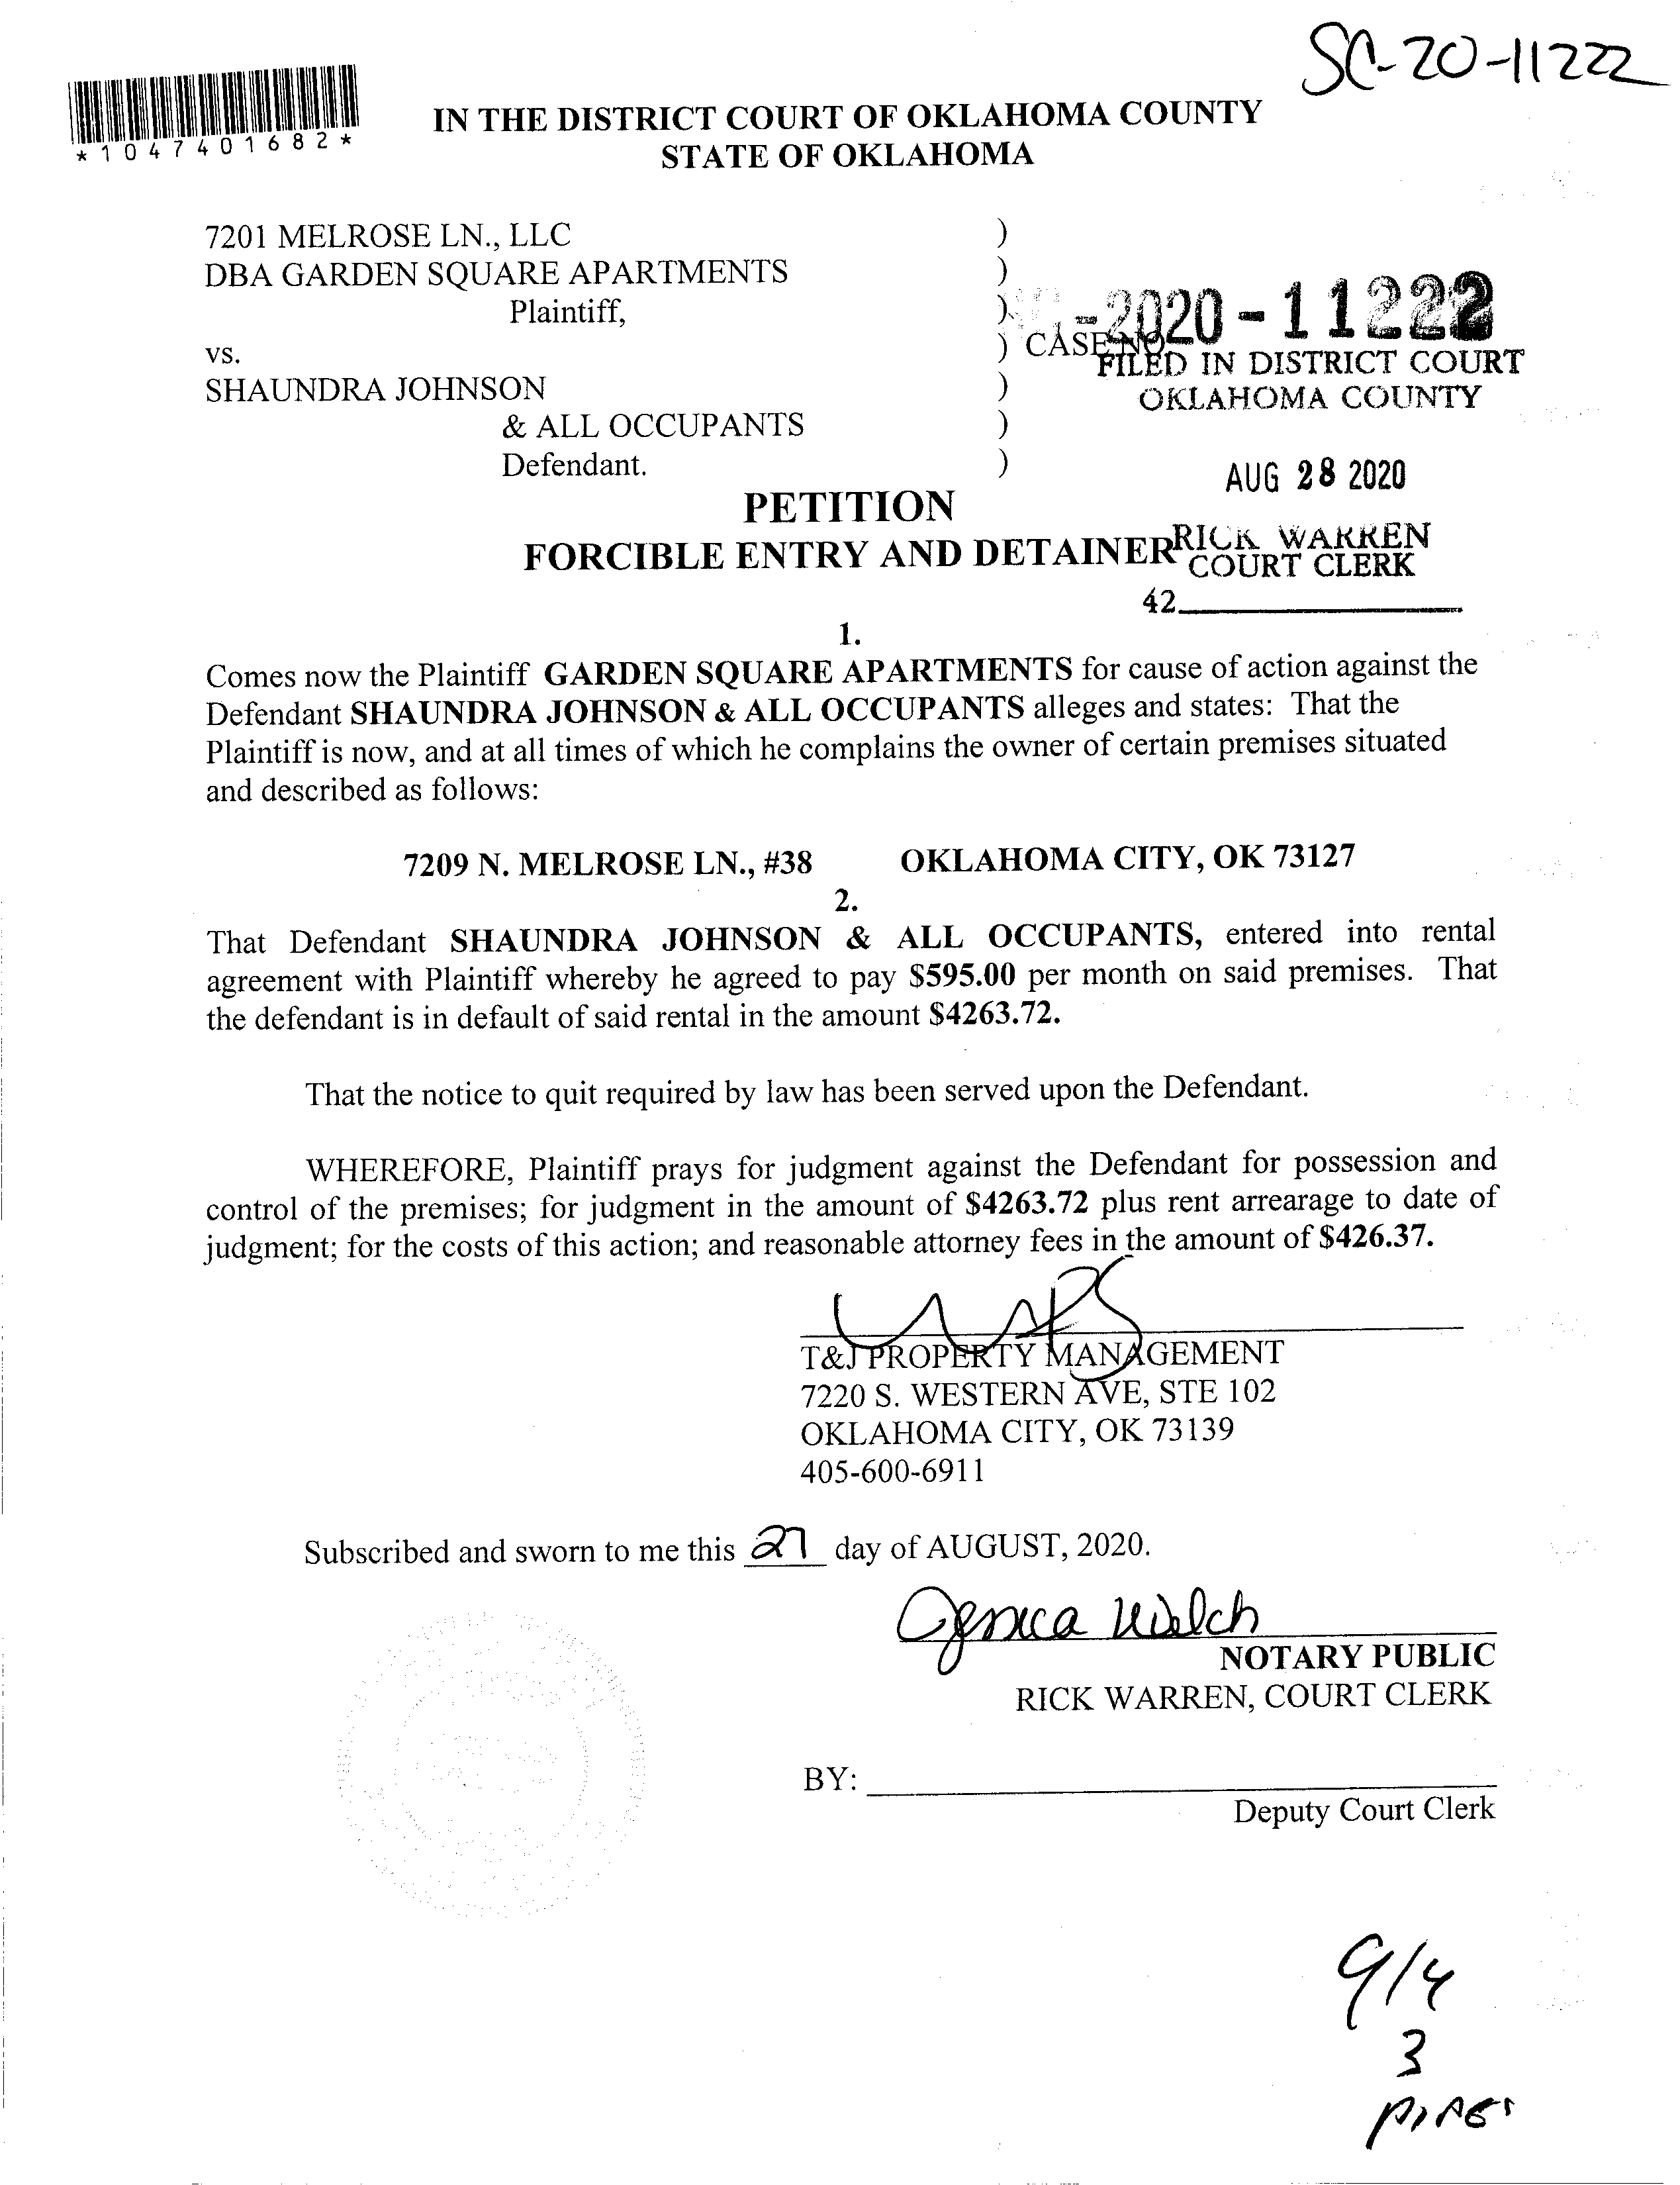 SC-20-11222
*1047401682*
IN THE DISTRICT COURT OF OKLAHOMA COUNTY
STATE OF OKLAHOMA
7201 MELROSE LN., LLC )
DBA GARDEN SQUARE APARTMENTS )
Plaintiff, ) -2020-11222
vs. ) CASE NO
FILED IN DISTRICT COURT
SHAUNDRA JOHNSON )
OKLAHOMA COUNTY
& ALL OCCUPANTS )
Defendant. )
AUG 28 2020
PETITION
FORCIBLE ENTRY AND DETAINER
RICK WARREN
COURT CLERK
42
1.
Comes now the Plaintiff GARDEN SQUARE APARTMENTS for cause of action against the
Defendant SHAUNDRA JOHNSON & ALL OCCUPANTS alleges and states: That the
Plaintiff is now, and at all times of which he complains the owner of certain premises situated
and described as follows:
7209 N. MELROSE LN., #38 OKLAHOMA CITY, OK 73127
2.
That Defendant SHAUNDRA JOHNSON & ALL OCCUPANTS, entered into rental
agreement with Plaintiff whereby he agreed to pay $595.00 per month on said premises. That
the defendant is in default of said rental in the amount $4263.72.
That the notice to quit required by law has been served upon the Defendant.
WHEREFORE, Plaintiff prays for judgment against the Defendant for possession and
control of the premises; for judgment in the amount of $4263.72 plus rent arrearage to date of
judgment; for the costs of this action; and reasonable attorney fees in the amount of $426.37.
T&J PROPERTY MANAGEMENT
7220 S. WESTERN AVE, STE 102
OKLAHOMA CITY, OK 73139
405-600-6911
Subscribed and sworn to me this 27 day of AUGUST, 2020.
Welch
NOTARY PUBLIC
RICK WARREN, COURT CLERK
BY:
Deputy Court Clerk
9/4
3